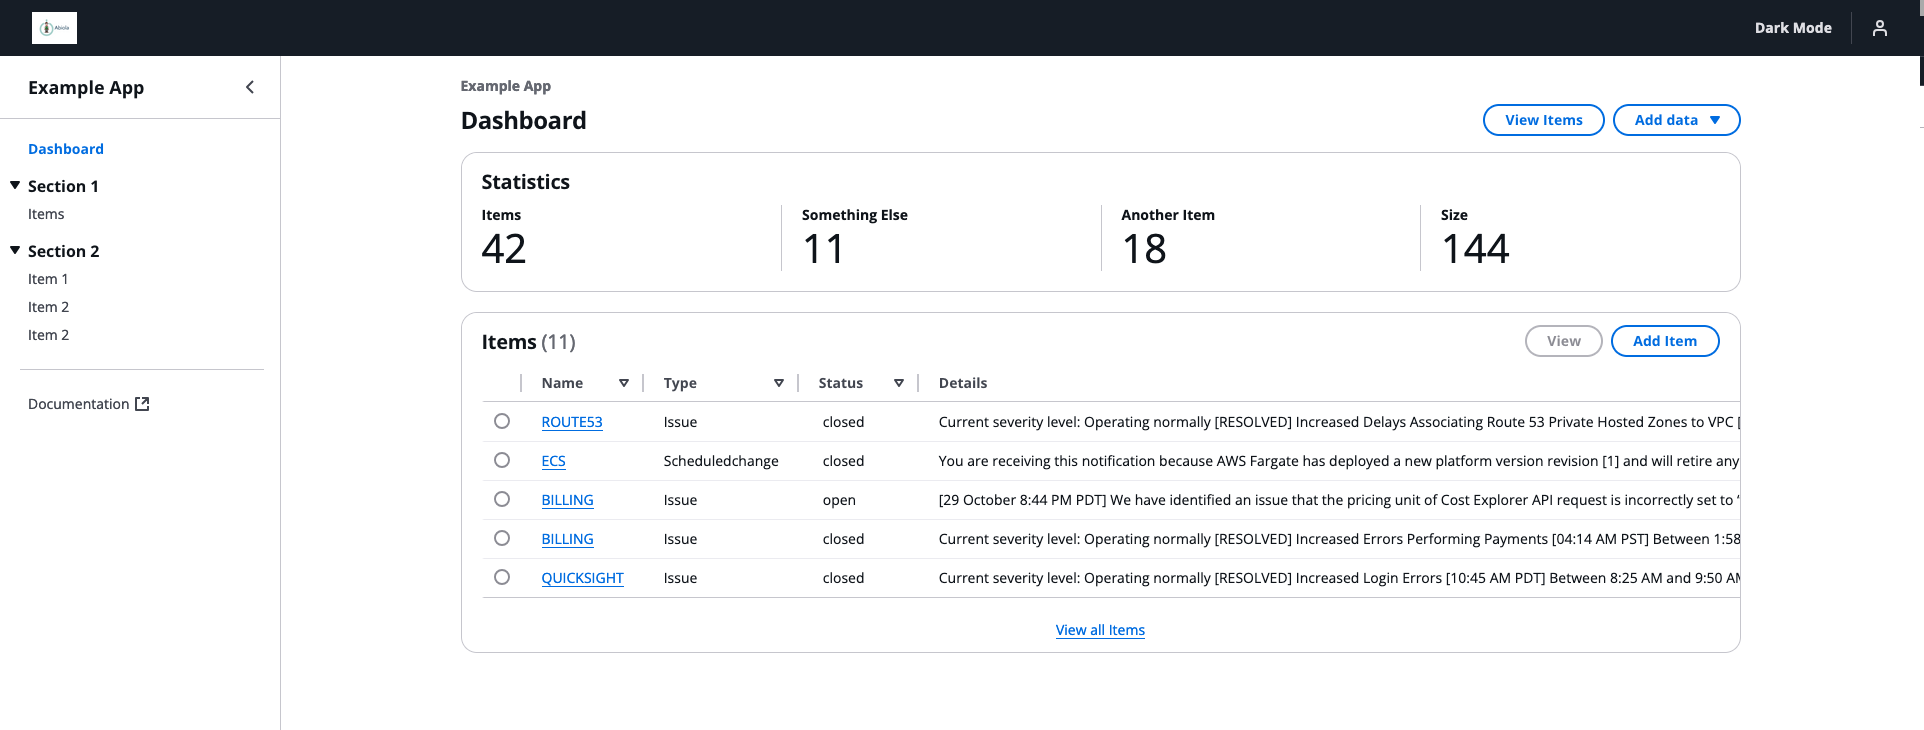 Abiola
Dark Mode
Example App
Dashboard
Section 1
Items
Section 2
Item 1
Item 2
Item 2
Documentation
Example App
Dashboard
View Items
Add data
Statistics
Items
42
Something Else
11
Another Item
18
Size
144
Items (11)
View
Add Item
Name Type Status Details
ROUTE53 Issue closed Current severity level: Operating normally [RESOLVED] Increased Delays Associating Route 53 Private Hosted Zones to VPC [
ECS Scheduledchange closed You are receiving this notification because AWS Fargate has deployed a new platform version revision [1] and will retire any
BILLING Issue open [29 October 8:44 PM PDT] We have identified an issue that the pricing unit of Cost Explorer API request is incorrectly set to “
BILLING Issue closed Current severity level: Operating normally [RESOLVED] Increased Errors Performing Payments [04:14 AM PST] Between 1:58
QUICKSIGHT Issue closed Current severity level: Operating normally [RESOLVED] Increased Login Errors [10:45 AM PDT] Between 8:25 AM and 9:50 AM
View all Items